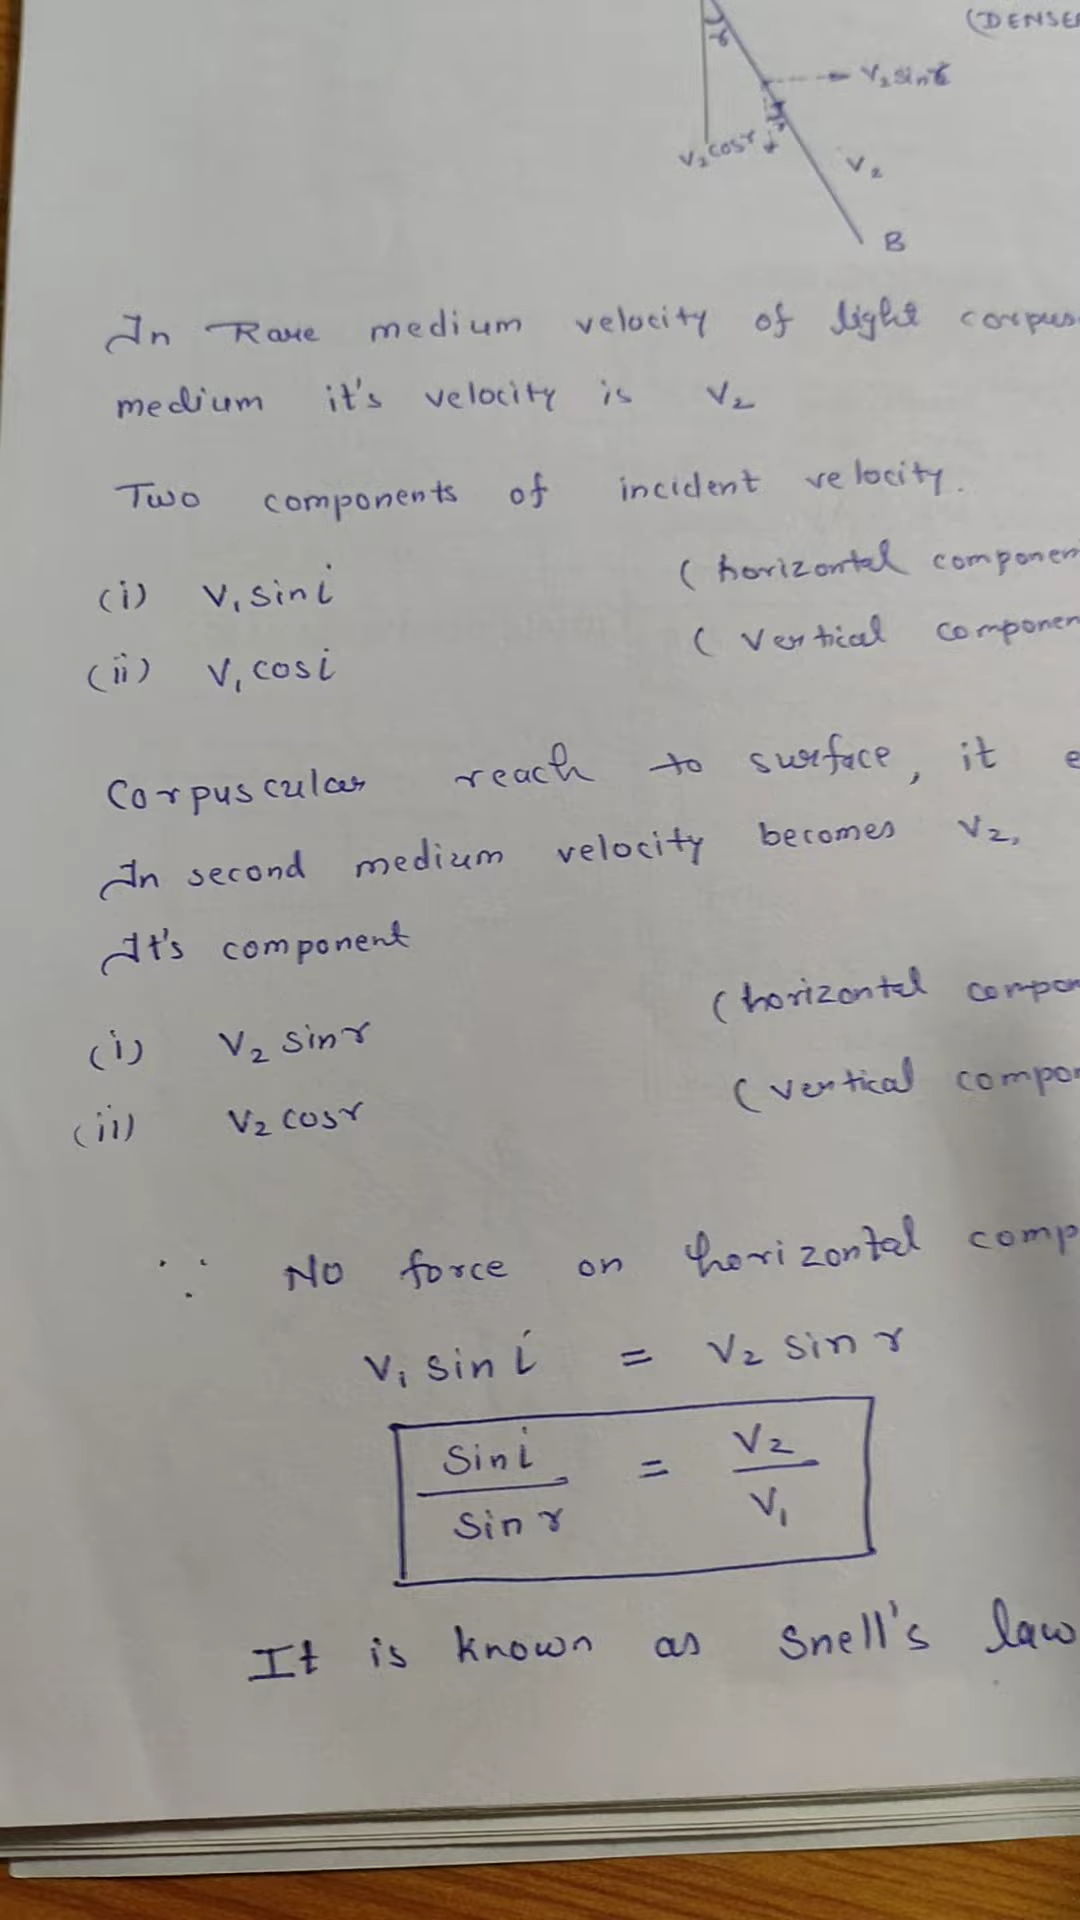 r
(DENSE
V₂ sin r
V₂ cos r
r
V₂
B
In Rare medium velocity of light corpus
medium it's velocity is V₂
Two components of incident velocity.
(i) V₁ sin i (horizontal componen
(ii) V₁ cos i (vertical componen
Corpuscular reach to surface, it e
In second medium velocity becomes V₂,
It's component
(i) V₂ sin r (horizontal compon
(ii) V₂ cos r (vertical compon
∵ No force on horizontal comp
V₁ sin i = V₂ sin r
Sin i / Sin r = V₂ / V₁
It is known as Snell's law